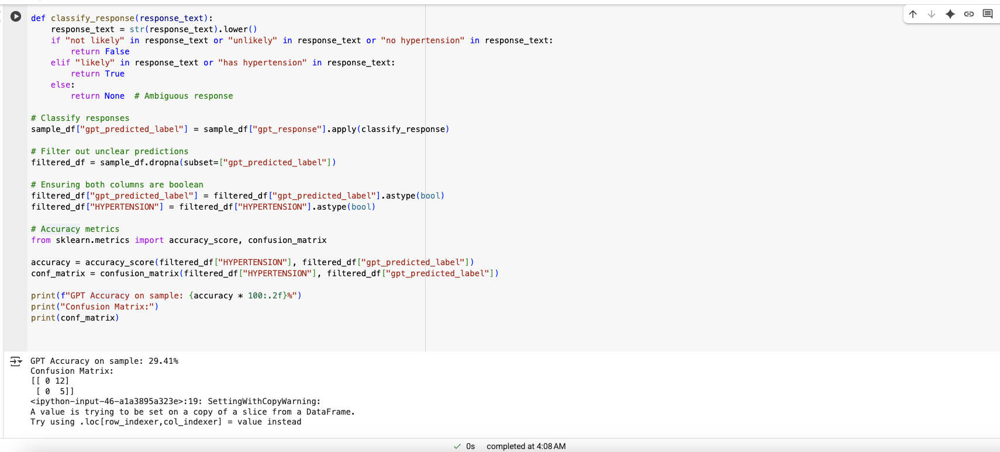 def classify_response(response_text):
    response_text = str(response_text).lower()
    if "not likely" in response_text or "unlikely" in response_text or "no hypertension" in response_text:
        return False
    elif "likely" in response_text or "has hypertension" in response_text:
        return True
    else:
        return None  # Ambiguous response

# Classify responses
sample_df["gpt_predicted_label"] = sample_df["gpt_response"].apply(classify_response)

# Filter out unclear predictions
filtered_df = sample_df.dropna(subset=["gpt_predicted_label"])

# Ensuring both columns are boolean
filtered_df["gpt_predicted_label"] = filtered_df["gpt_predicted_label"].astype(bool)
filtered_df["HYPERTENSION"] = filtered_df["HYPERTENSION"].astype(bool)

# Accuracy metrics
from sklearn.metrics import accuracy_score, confusion_matrix

accuracy = accuracy_score(filtered_df["HYPERTENSION"], filtered_df["gpt_predicted_label"])
conf_matrix = confusion_matrix(filtered_df["HYPERTENSION"], filtered_df["gpt_predicted_label"])

print(f"GPT Accuracy on sample: {accuracy * 100:.2f}%")
print("Confusion Matrix:")
print(conf_matrix)

GPT Accuracy on sample: 29.41%
Confusion Matrix:
[[ 0 12]
 [ 0  5]]
<ipython-input-46-a1a3895a323e>:19: SettingWithCopyWarning:
A value is trying to be set on a copy of a slice from a DataFrame.
Try using .loc[row_indexer,col_indexer] = value instead
0s completed at 4:08 AM